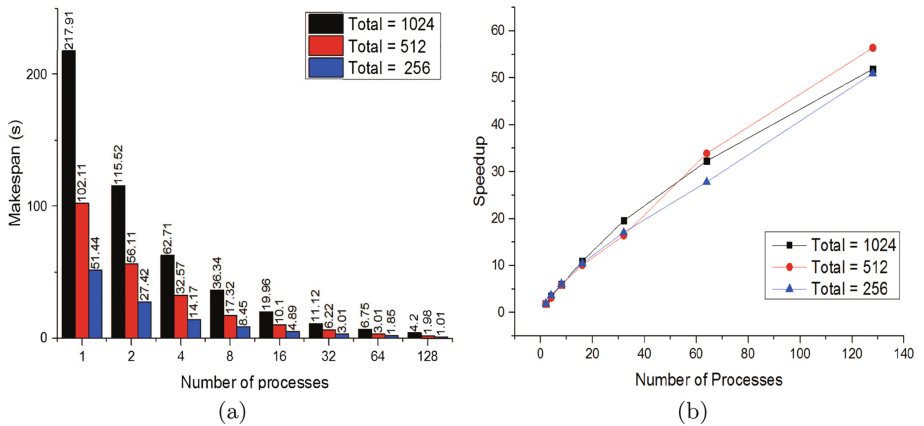 217.91
102.11
51.44
115.52
56.11
27.42
62.71
32.57
14.17
36.34
17.32
8.45
19.96
10.1
4.89
11.12
6.22
3.01
6.75
3.01
1.85
4.2
1.98
1.01
Total = 1024
Total = 512
Total = 256
200
100
0
Makespan (s)
1 2 4 8 16 32 64 128
Number of processes
(a)
60
50
40
30
20
10
0
Speedup
Total = 1024
Total = 512
Total = 256
0 20 40 60 80 100 120 140
Number of Processes
(b)